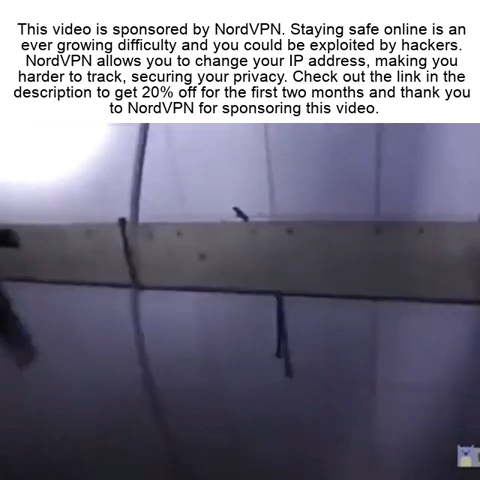 This video is sponsored by NordVPN. Staying safe online is an
ever growing difficulty and you could be exploited by hackers.
NordVPN allows you to change your IP address, making you
harder to track, securing your privacy. Check out the link in the
description to get 20% off for the first two months and thank you
to NordVPN for sponsoring this video.